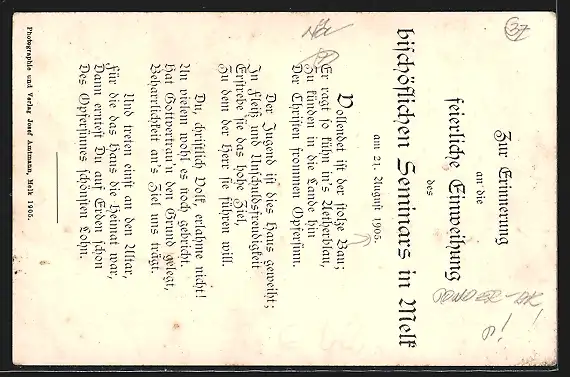 Zur Erinnerung
an die
feierliche Einweihung
des
bischöflichen Seminars in Melk
am 21. August 1905.
Vollendet ist der stolze Bau;
Er ragt so kühn in's Aetherblau,
Zu künden in die Lande hin
Der Christen frommen Opfersinn.
Der Jugend ist dies Haus geweiht;
In Fleiß und Unschuldsfreudigkeit
Erstrebe sie das hohe Ziel,
Zu dem der Herr sie führen will.
Du, christlich Volk, erlahme nicht!
An vielem wohl es noch gebricht.
Hat Gottvertrau'n den Grund gelegt,
Beharrlichkeit an's Ziel uns trägt.
Und treten einst an den Altar,
Für die das Haus die Heimat war,
Dann erntest Du auf Erden schon
Des Opfersinnes schönsten Lohn.
Photographie und Verlag Josef Amtmann, Melk 1905.
37